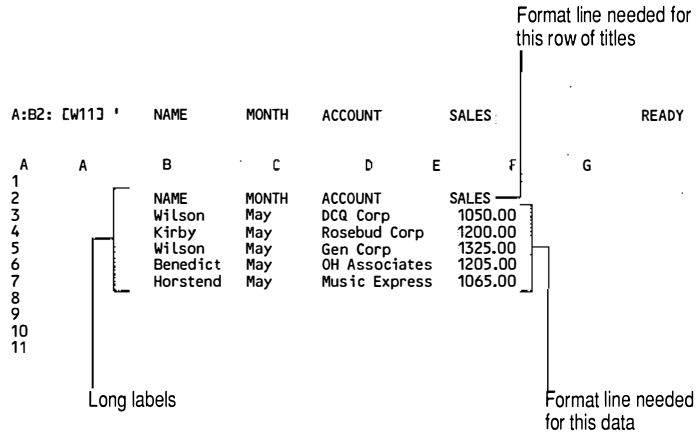 Format line needed for
this row of titles
A:B2: [W11] ' NAME MONTH ACCOUNT SALES READY
A A B C D E F G
1
2 NAME MONTH ACCOUNT SALES
3 Wilson May DCQ Corp 1050.00
4 Kirby May Rosebud Corp 1200.00
5 Wilson May Gen Corp 1325.00
6 Benedict May OH Associates 1205.00
7 Horstend May Music Express 1065.00
8
9
10
11
Long labels
Format line needed
for this data